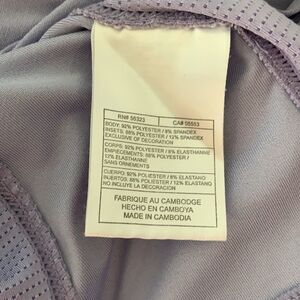 RN# 56323 CA# 05553
BODY: 92% POLYESTER / 8% SPANDEX
INSETS: 88% POLYESTER / 12% SPANDEX
EXCLUSIVE OF DECORATION
CORPS: 92% POLYESTER / 8% ELASTHANNE
EMPIECEMENTS: 88% POLYESTER /
12% ELASTHANNE
SANS ORNEMENTS
CUERPO: 92% POLIESTER / 8% ELASTANO
INJERTOS: 88% POLIESTER / 12% ELASTANO
NO INCLUYE LA DECORACION
FABRIQUE AU CAMBODGE
HECHO EN CAMBOYA
MADE IN CAMBODIA